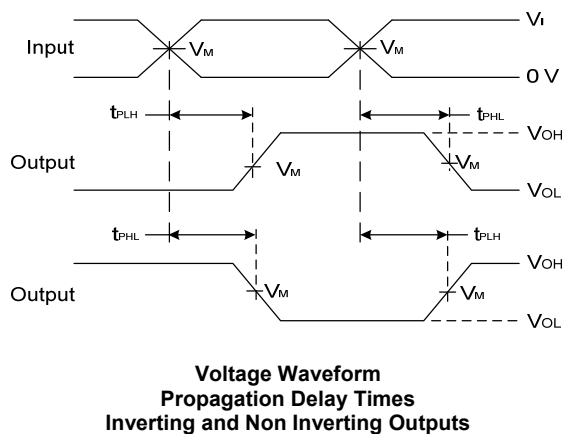 Input VM VM VI
0 V
tPLH tPHL
Output VM VM VOH
VOL
tPHL tPLH
Output VM VM VOH
VOL
Voltage Waveform
Propagation Delay Times
Inverting and Non Inverting Outputs